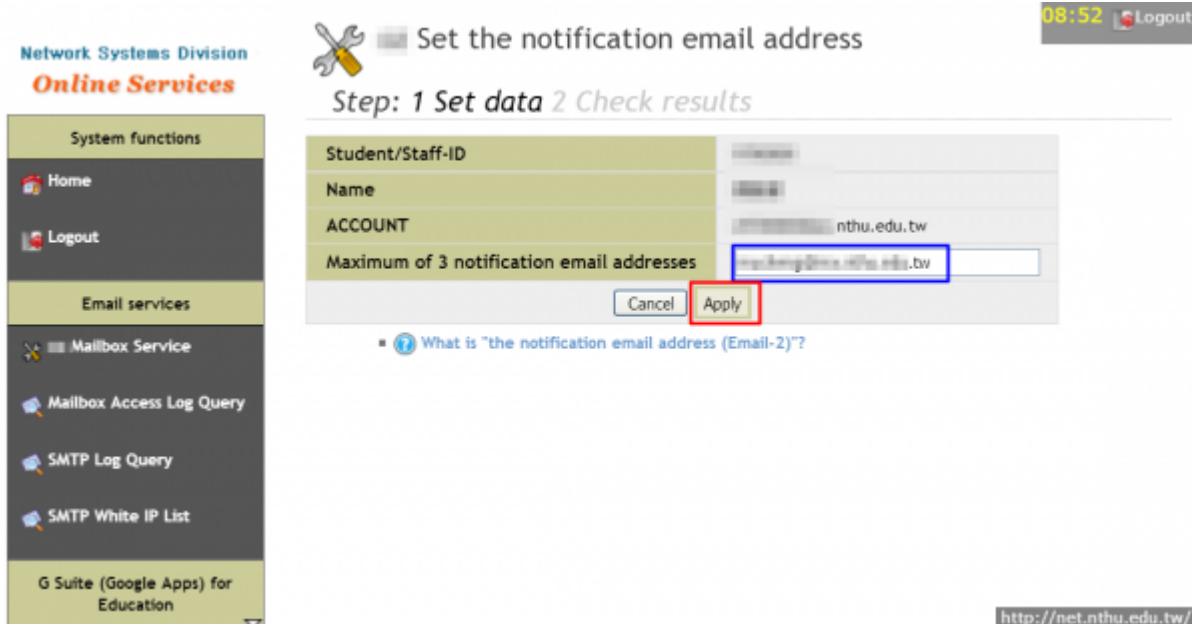 08:52 Logout
Network Systems Division
Online Services
Set the notification email address
Step: 1 Set data 2 Check results
System functions
Home
Logout
Email services
Mailbox Service
Mailbox Access Log Query
SMTP Log Query
SMTP White IP List
G Suite (Google Apps) for
Education
Student/Staff-ID
Name
ACCOUNT nthu.edu.tw
Maximum of 3 notification email addresses .tw
Cancel Apply
What is "the notification email address (Email-2)"?
http://net.nthu.edu.tw/